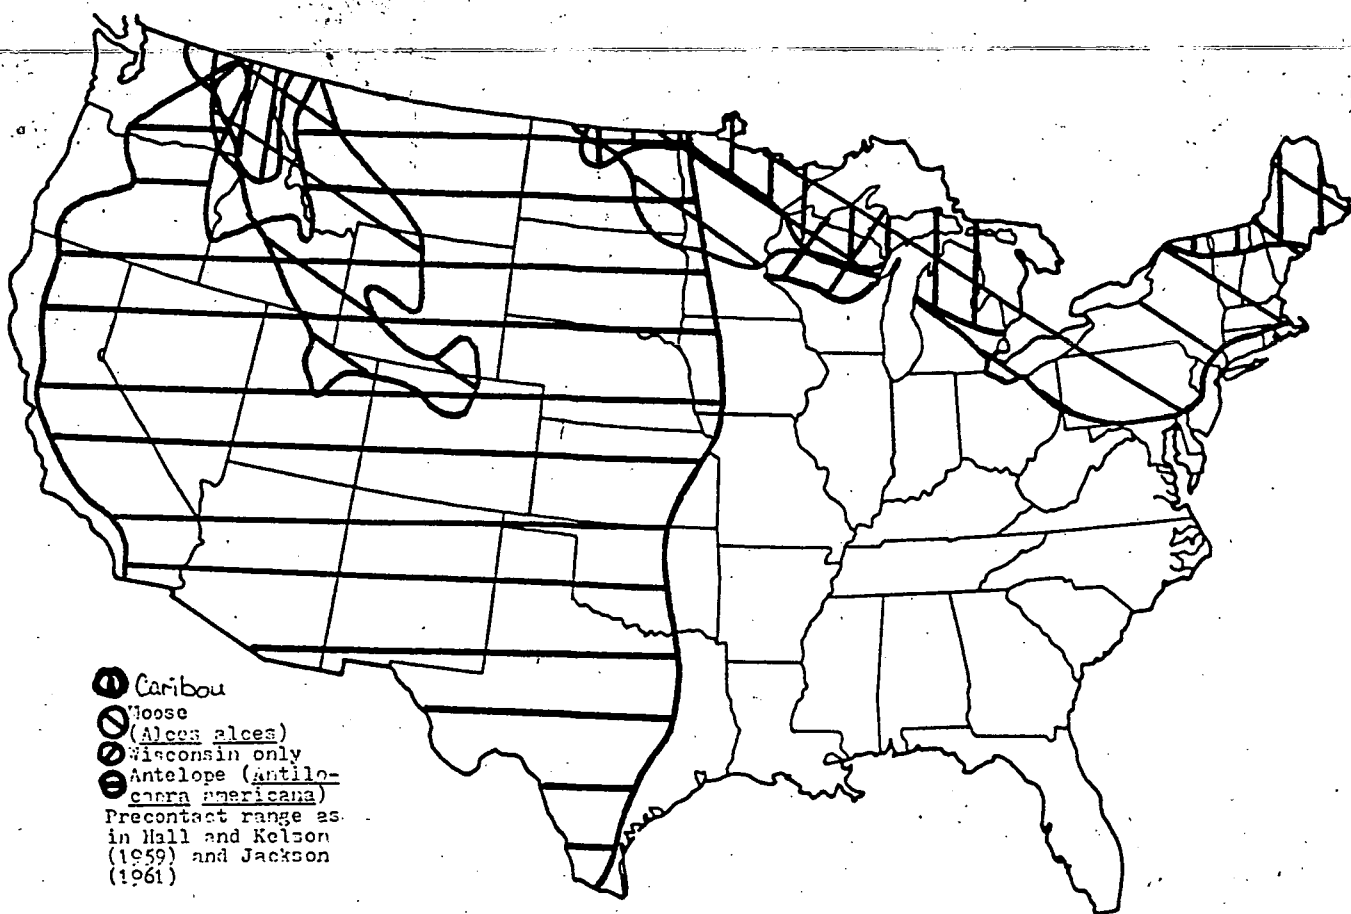 Caribou
Moose
(Alces alces)
Wisconsin only
Antelope (Antilo-
capra americana)
Precontact range as
in Hall and Kelson
(1959) and Jackson
(1961)